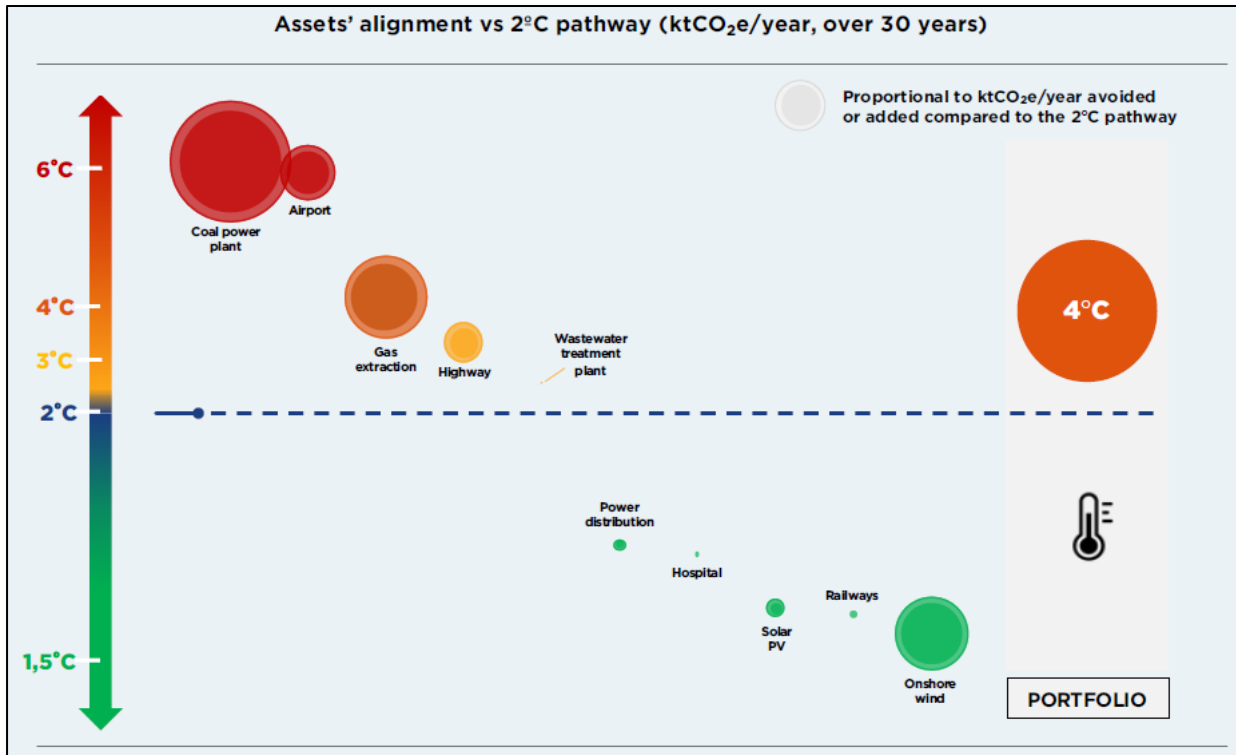 Assets' alignment vs 2ºC pathway (ktCO₂e/year, over 30 years)
Proportional to ktCO₂e/year avoided
or added compared to the 2°C pathway
6°C
4°C
3°C
2°C
1,5°C
Coal power
plant
Airport
Gas
extraction
Highway
Wastewater
treatment
plant
4°C
Power
distribution
Hospital
Solar
PV
Railways
Onshore
wind
PORTFOLIO